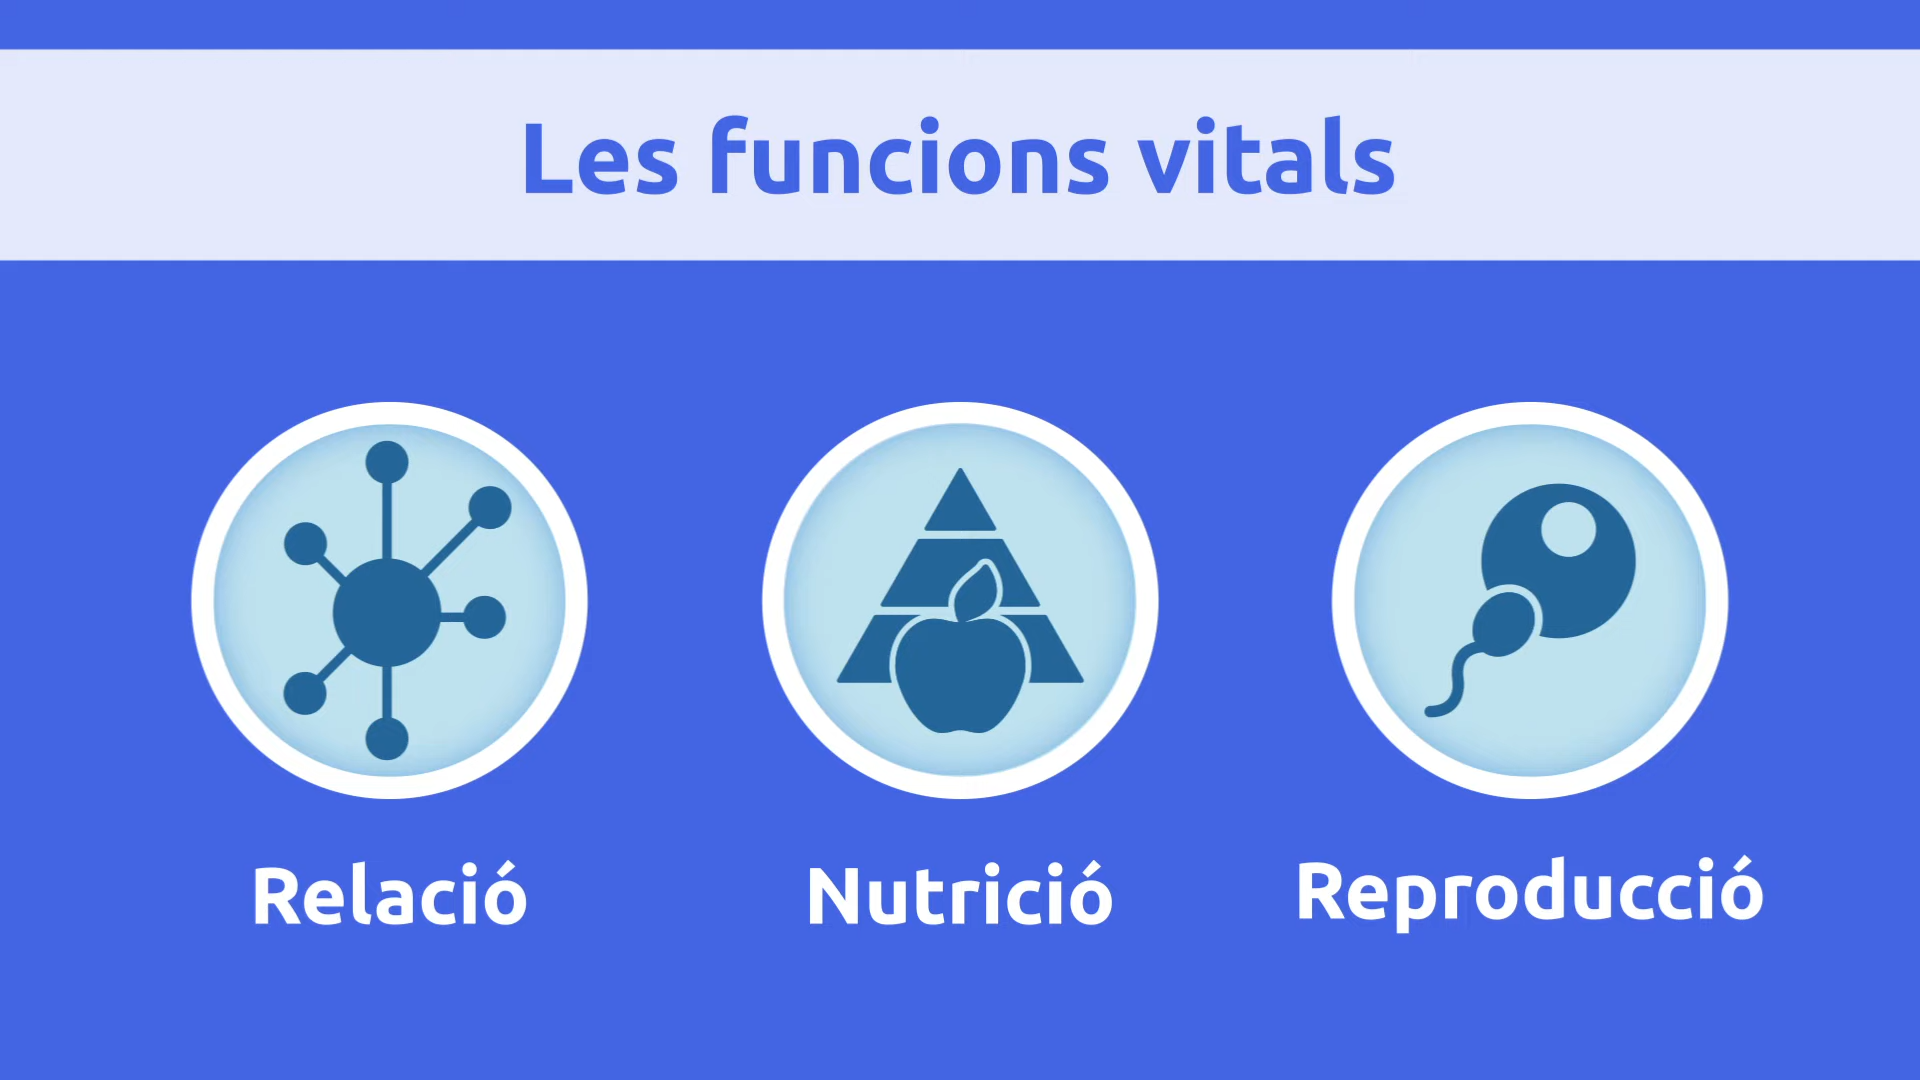 Les funcions vitals
Relació
Nutrició
Reproducció